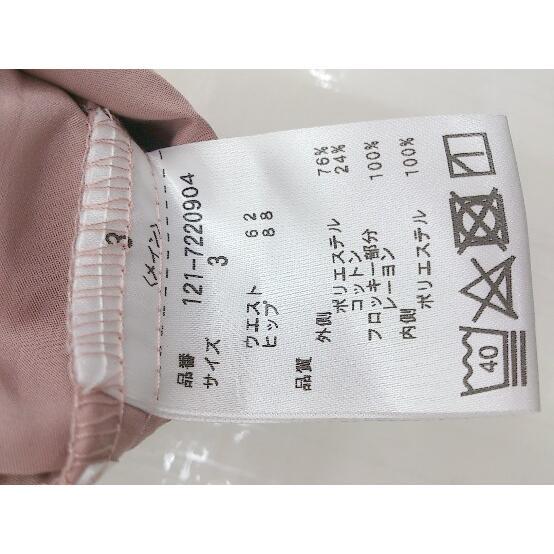 3
(メイン)
品番 121-7220904
サイズ 3
ウエスト 62
ヒップ 88
品質
外側
ポリエステル 76%
コットン 24%
フロッキー部分
レーヨン 100%
内側
ポリエステル 100%
40